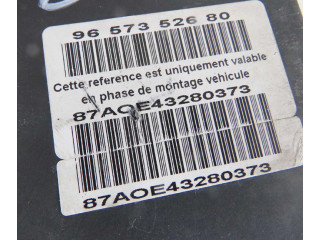 96 573 526 80
Cette reference est uniquement valable
en phase de montage vehicule
87AOE43280373
87AOE43280373